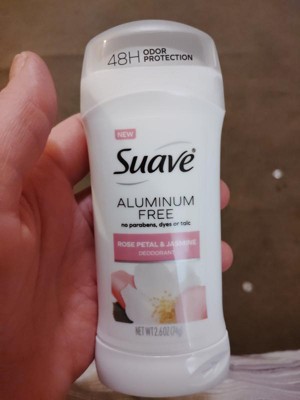 48H ODOR
PROTECTION
NEW
Suave®
ALUMINUM
FREE
no parabens, dyes or talc
ROSE PETAL & JASMINE
DEODORANT
NET WT 2.6 OZ (74g)